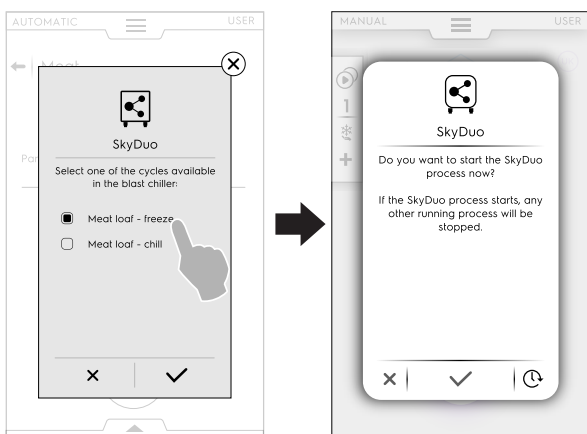 AUTOMATIC
USER
Meat
Par
SkyDuo
Select one of the cycles available
in the blast chiller:
Meat loaf - freeze
Meat loaf - chill
MANUAL
USER
1
SkyDuo
Do you want to start the SkyDuo
process now?
If the SkyDuo process starts, any
other running process will be
stopped.